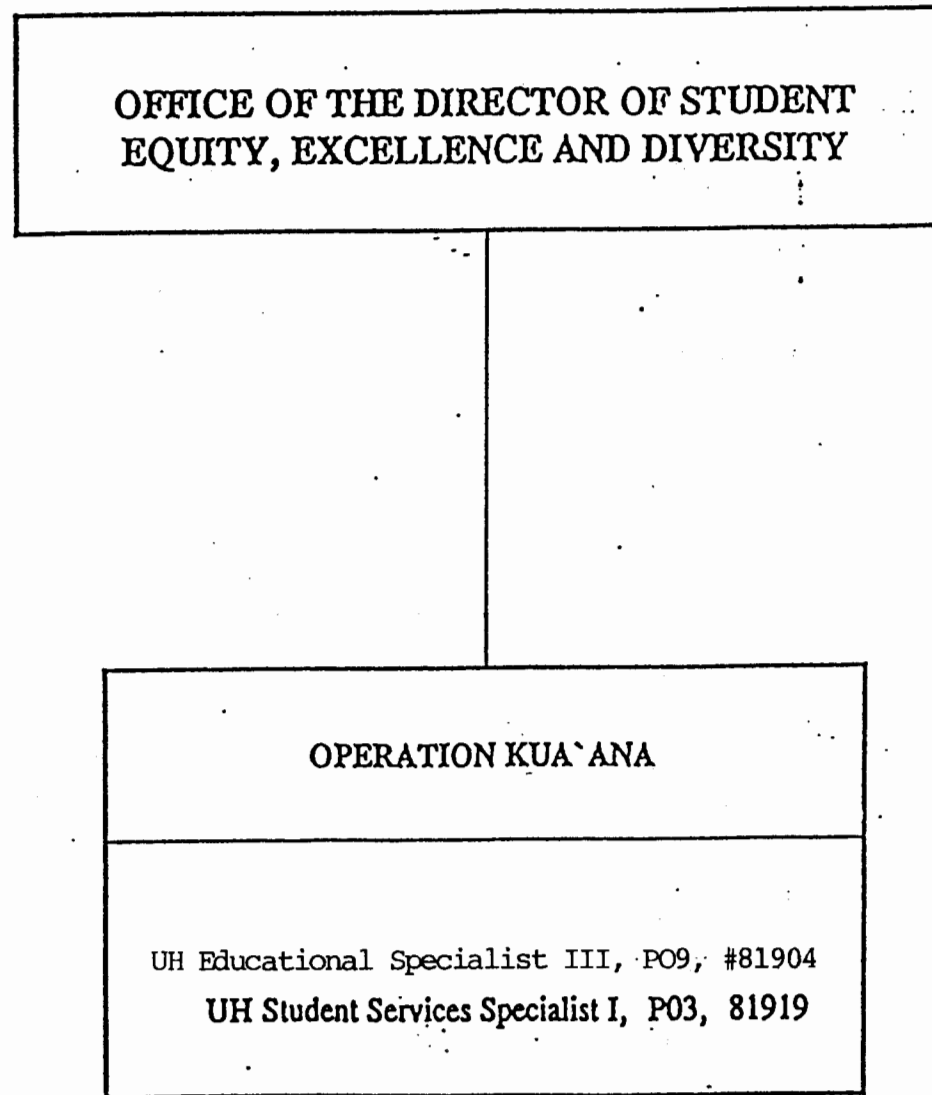 OFFICE OF THE DIRECTOR OF STUDENT
EQUITY, EXCELLENCE AND DIVERSITY
OPERATION KUA`ANA
UH Educational Specialist III, PO9, #81904
UH Student Services Specialist I, P03, 81919